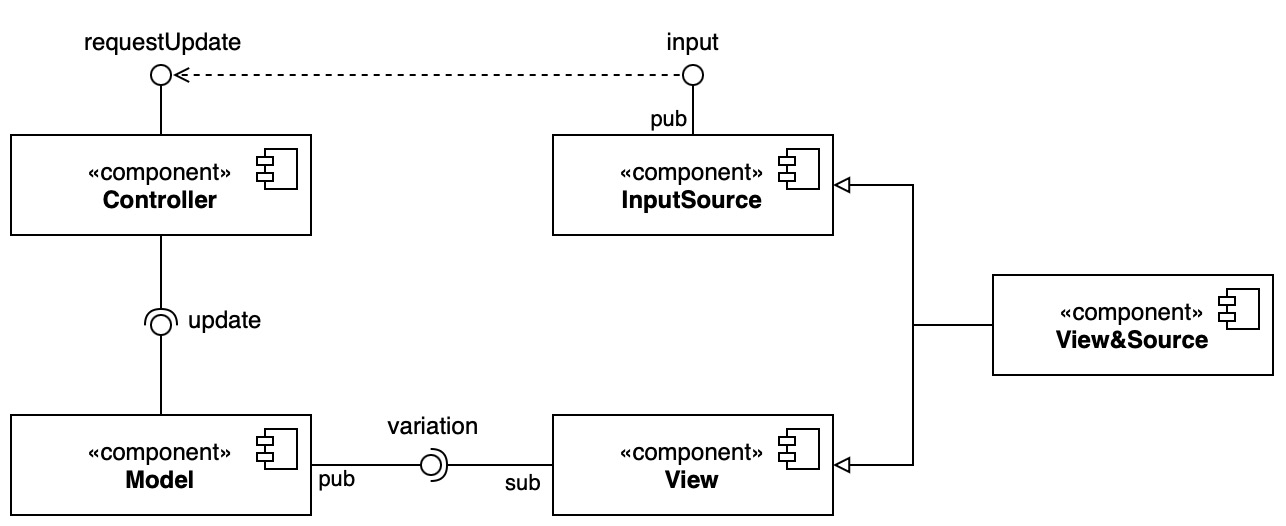 requestUpdate
input
pub
«component»
Controller
«component»
InputSource
«component»
View&Source
update
variation
«component»
Model
pub
sub
«component»
View